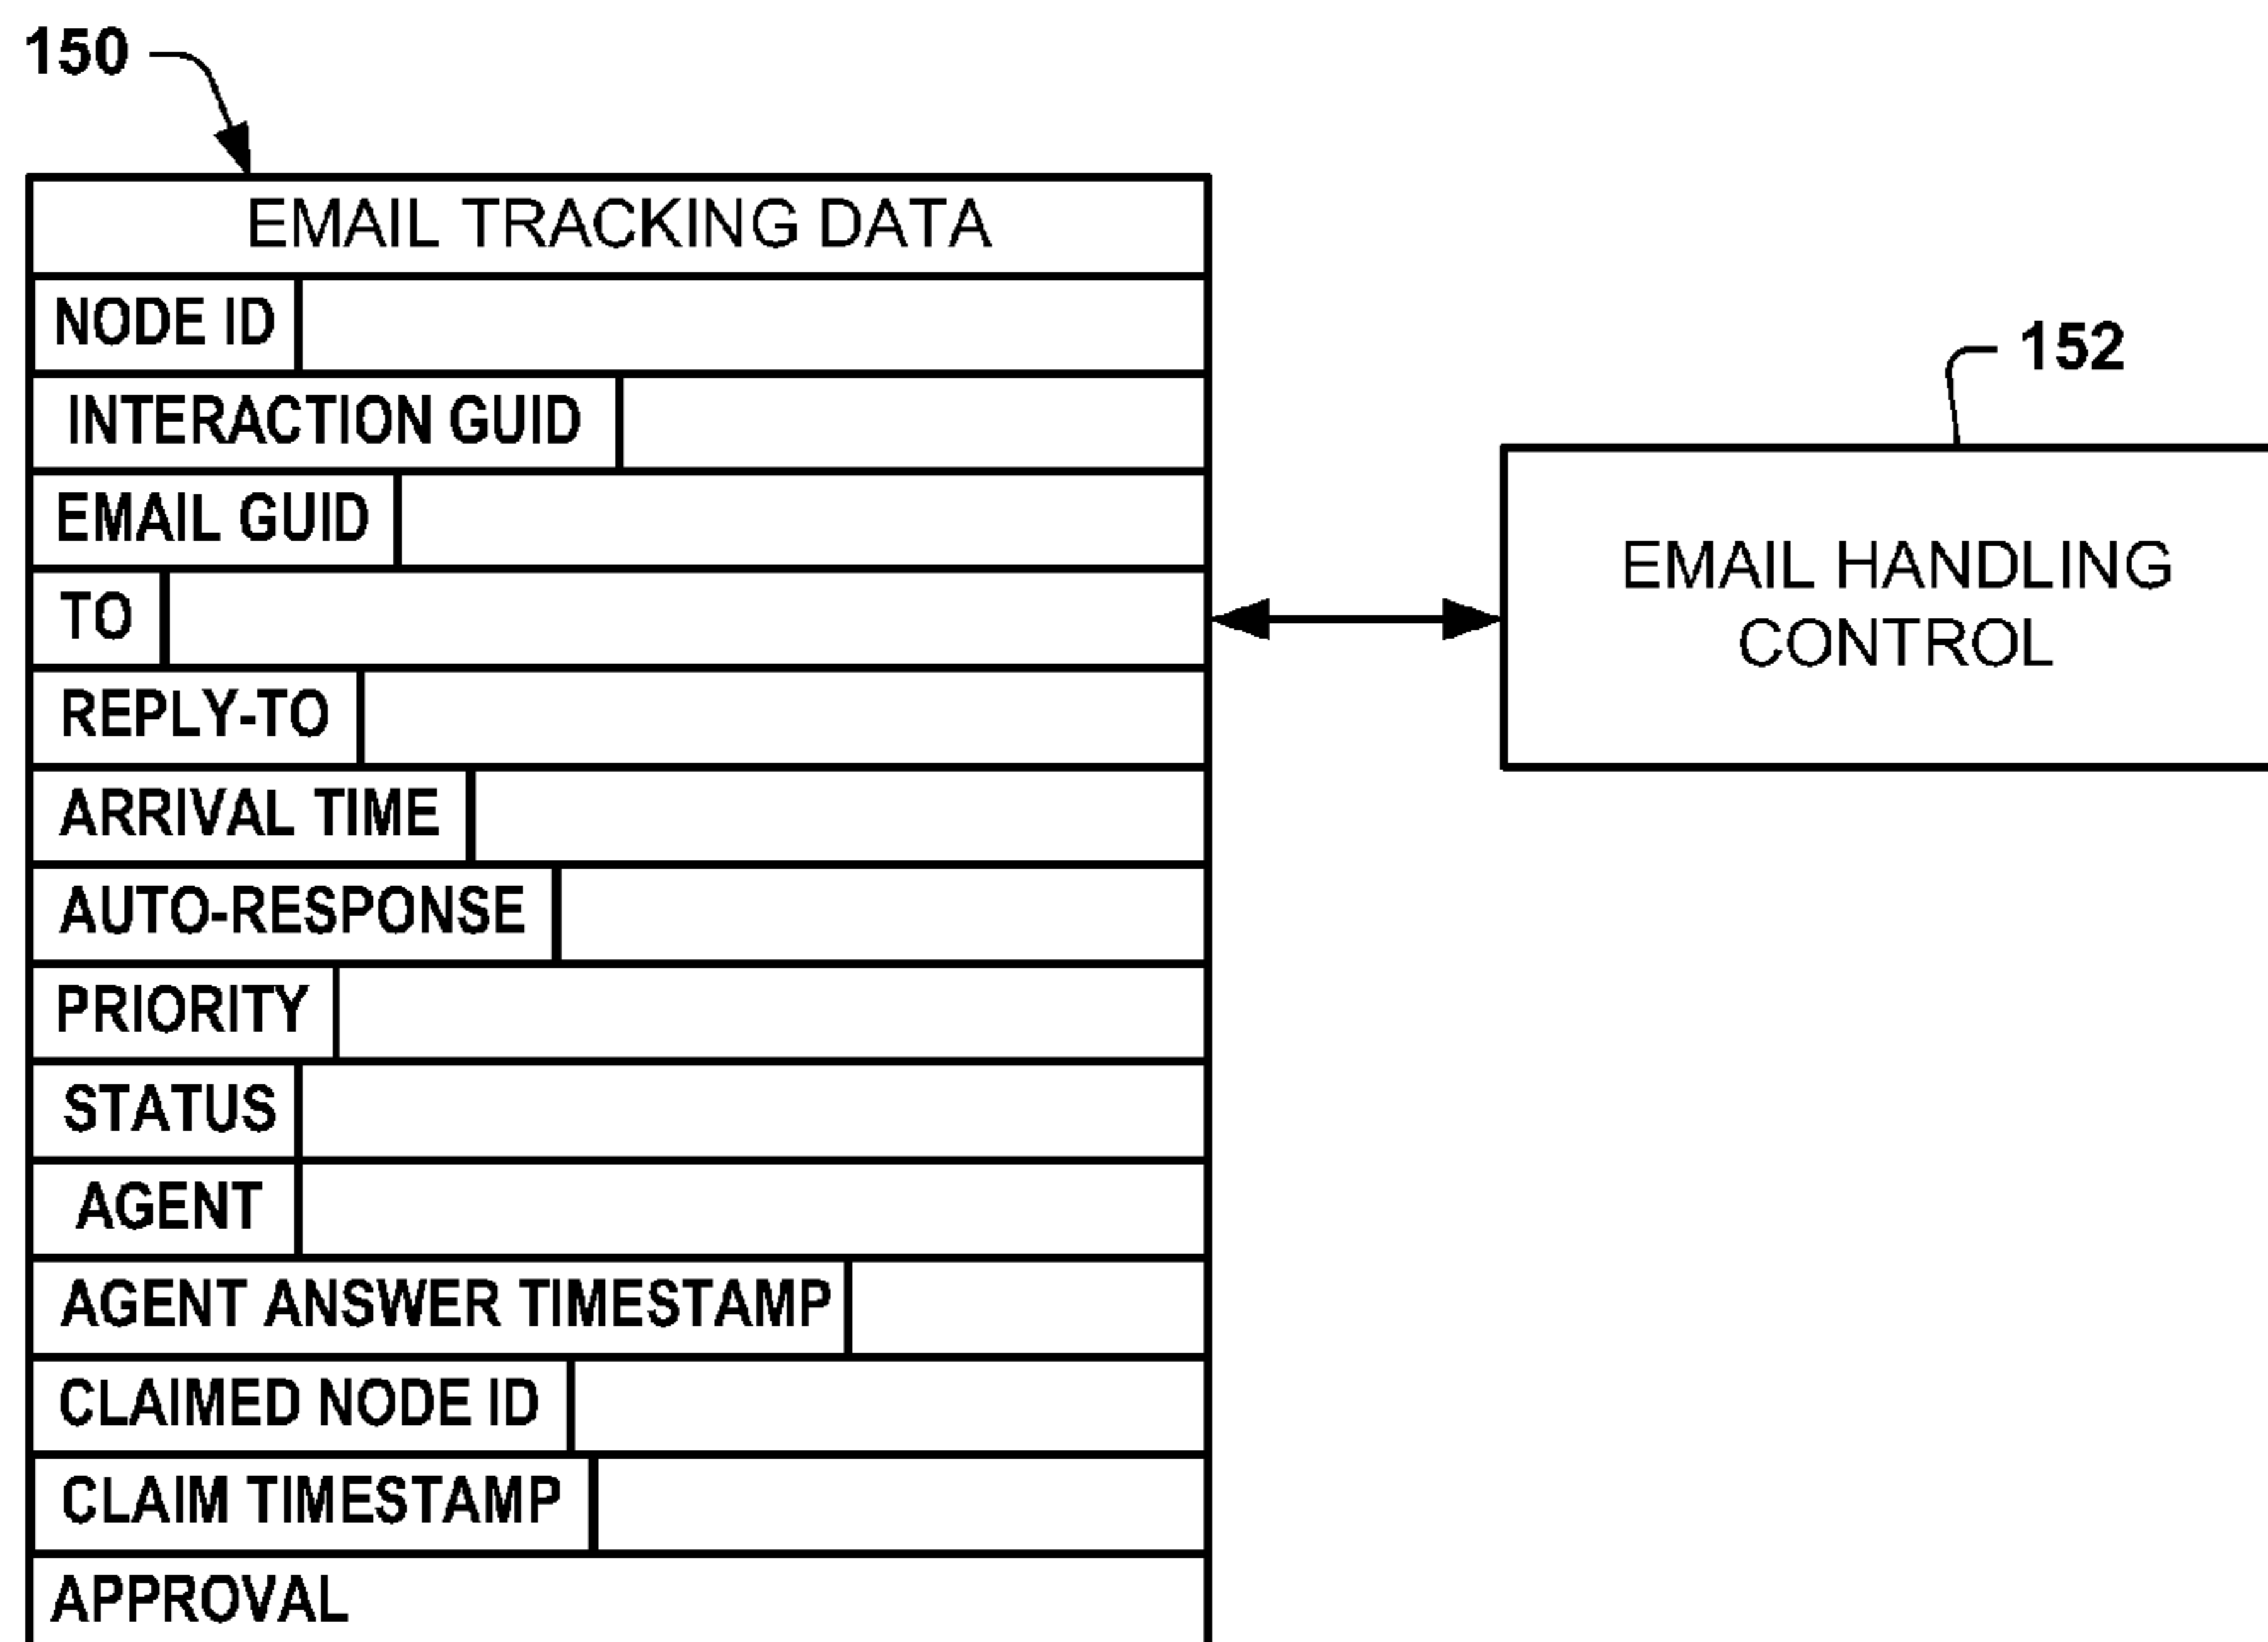 150
EMAIL TRACKING DATA
NODE ID
INTERACTION GUID
EMAIL GUID
TO
REPLY-TO
ARRIVAL TIME
AUTO-RESPONSE
PRIORITY
STATUS
AGENT
AGENT ANSWER TIMESTAMP
CLAIMED NODE ID
CLAIM TIMESTAMP
APPROVAL
152
EMAIL HANDLING
CONTROL